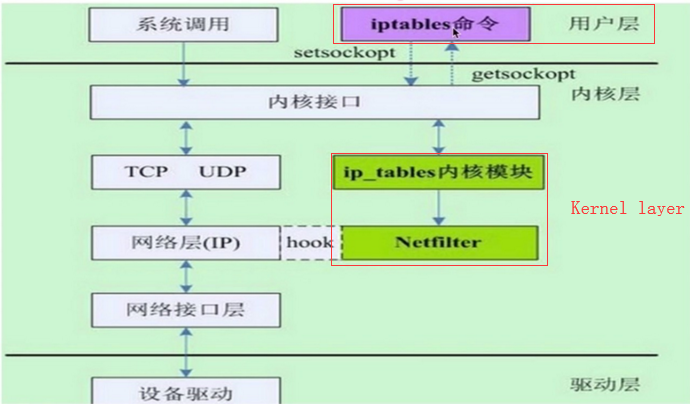 系统调用
iptables命令
用户层
setsockopt
getsockopt
内核接口
内核层
TCP UDP
ip_tables内核模块
Kernel layer
网络层(IP)
hook
Netfilter
网络接口层
设备驱动
驱动层